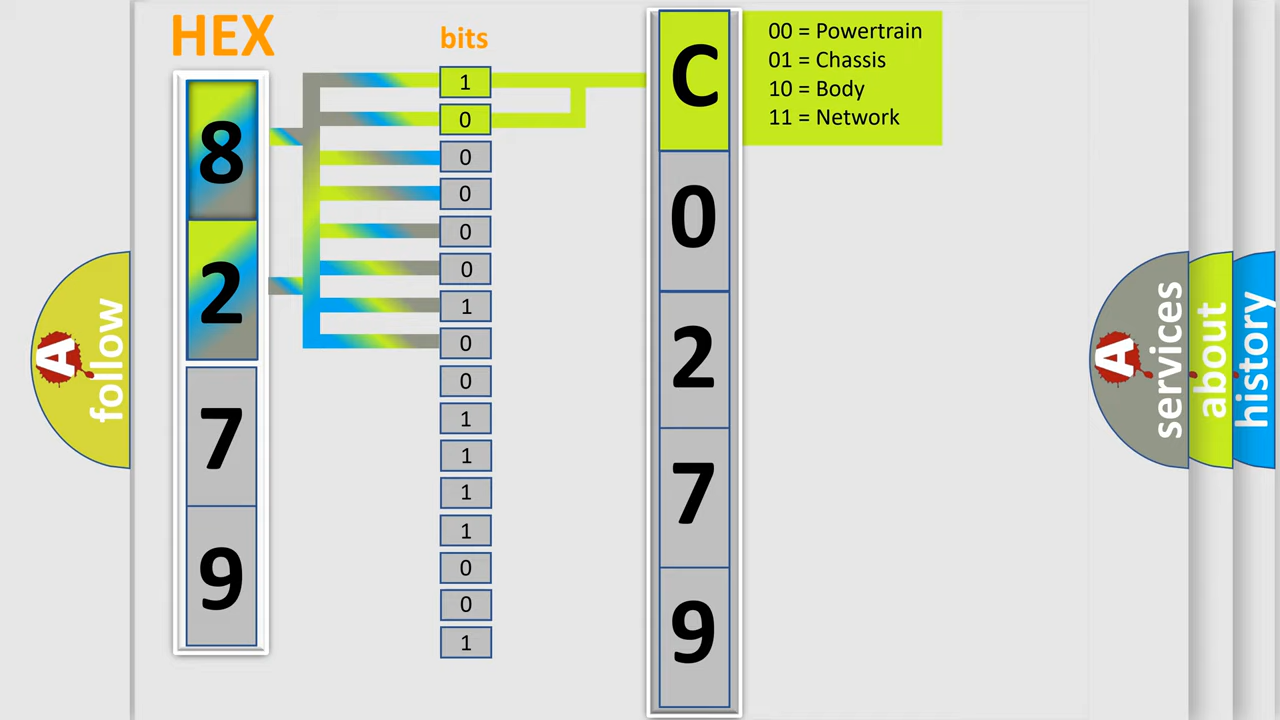 HEX
8
2
7
9
bits
1
0
0
0
0
0
1
0
0
1
1
1
1
0
0
1
C
0
2
7
9
00 = Powertrain
01 = Chassis
10 = Body
11 = Network
A follow
A services
about
history